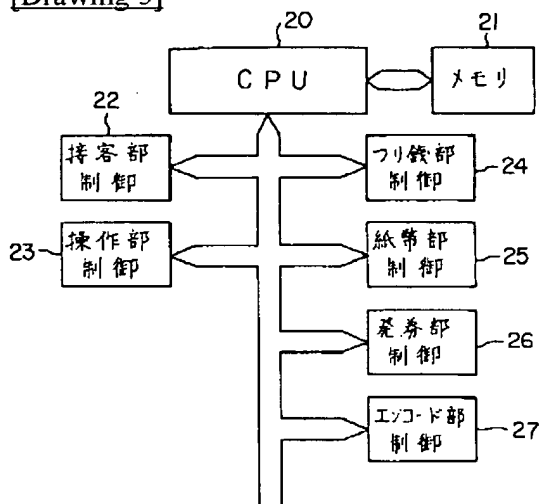 20
21
CPU
メモリ
22
接客部
制御
つり銭部
制御
24
23
操作部
制御
紙幣部
制御
25
発券部
制御
26
エンコード部
制御
27